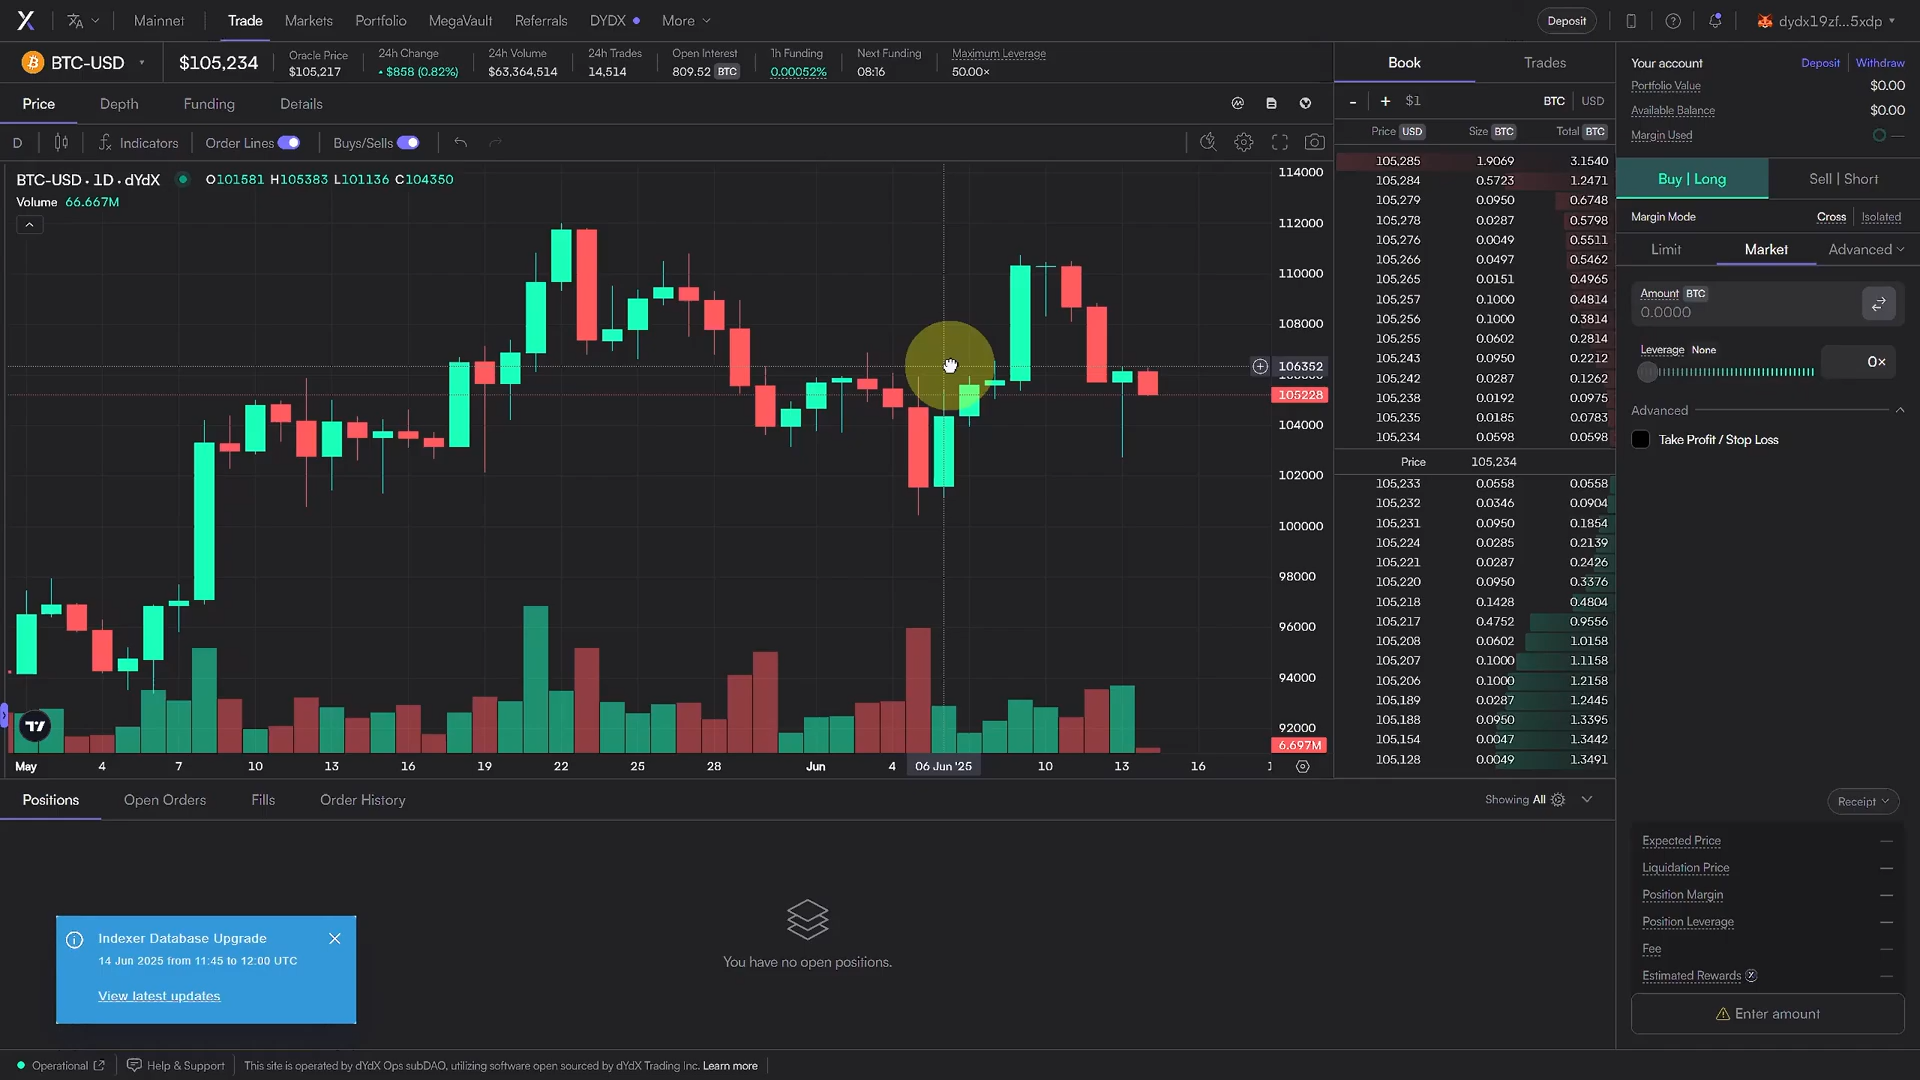 Mainnet Trade Markets Portfolio MegaVault Referrals DYDX More Deposit dydx19zf...5xdp
BTC-USD $105,234
Oracle Price $105,217
24h Change $858 (0.82%)
24h Volume $63,364,514
24h Trades 14,514
Open Interest 809.52 BTC
1h Funding 0.00052%
Next Funding 08:16
Maximum Leverage 50.00×
Price Depth Funding Details
D Indicators Order Lines Buys/Sells
BTC-USD · 1D · dYdX O101581 H105383 L101136 C104350
Volume 66.667M
114000
112000
110000
108000
106352
105228
104000
102000
100000
98000
96000
94000
92000
6.697M
May 4 7 10 13 16 19 22 25 28 Jun 4 06 Jun '25 10 13 16
Book Trades
- + $1 BTC USD
Price USD Size BTC Total BTC
105,285 1.9069 3.1540
105,284 0.5723 1.2471
105,279 0.0950 0.6748
105,278 0.0287 0.5798
105,276 0.0049 0.5511
105,266 0.0497 0.5462
105,265 0.0151 0.4965
105,257 0.1000 0.4814
105,256 0.1000 0.3814
105,255 0.0602 0.2814
105,243 0.0950 0.2212
105,242 0.0287 0.1262
105,238 0.0192 0.0975
105,235 0.0185 0.0783
105,234 0.0598 0.0598
Price 105,234
105,233 0.0558 0.0558
105,232 0.0346 0.0904
105,231 0.0950 0.1854
105,224 0.0285 0.2139
105,221 0.0287 0.2426
105,220 0.0950 0.3376
105,218 0.1428 0.4804
105,217 0.4752 0.9556
105,208 0.0602 1.0158
105,207 0.1000 1.1158
105,206 0.1000 1.2158
105,189 0.0287 1.2445
105,188 0.0950 1.3395
105,154 0.0047 1.3442
105,128 0.0049 1.3491
Your account Deposit Withdraw
Portfolio Value $0.00
Available Balance $0.00
Margin Used —
Buy | Long Sell | Short
Margin Mode Cross Isolated
Limit Market Advanced
Amount BTC
0.0000
Leverage None
0×
Advanced
Take Profit / Stop Loss
Receipt
Expected Price —
Liquidation Price —
Position Margin —
Position Leverage —
Fee —
Estimated Rewards —
Enter amount
Positions Open Orders Fills Order History Showing All
You have no open positions.
Indexer Database Upgrade
14 Jun 2025 from 11:45 to 12:00 UTC
View latest updates
Operational Help & Support This site is operated by dYdX Ops subDAO, utilizing software open sourced by dYdX Trading Inc. Learn more